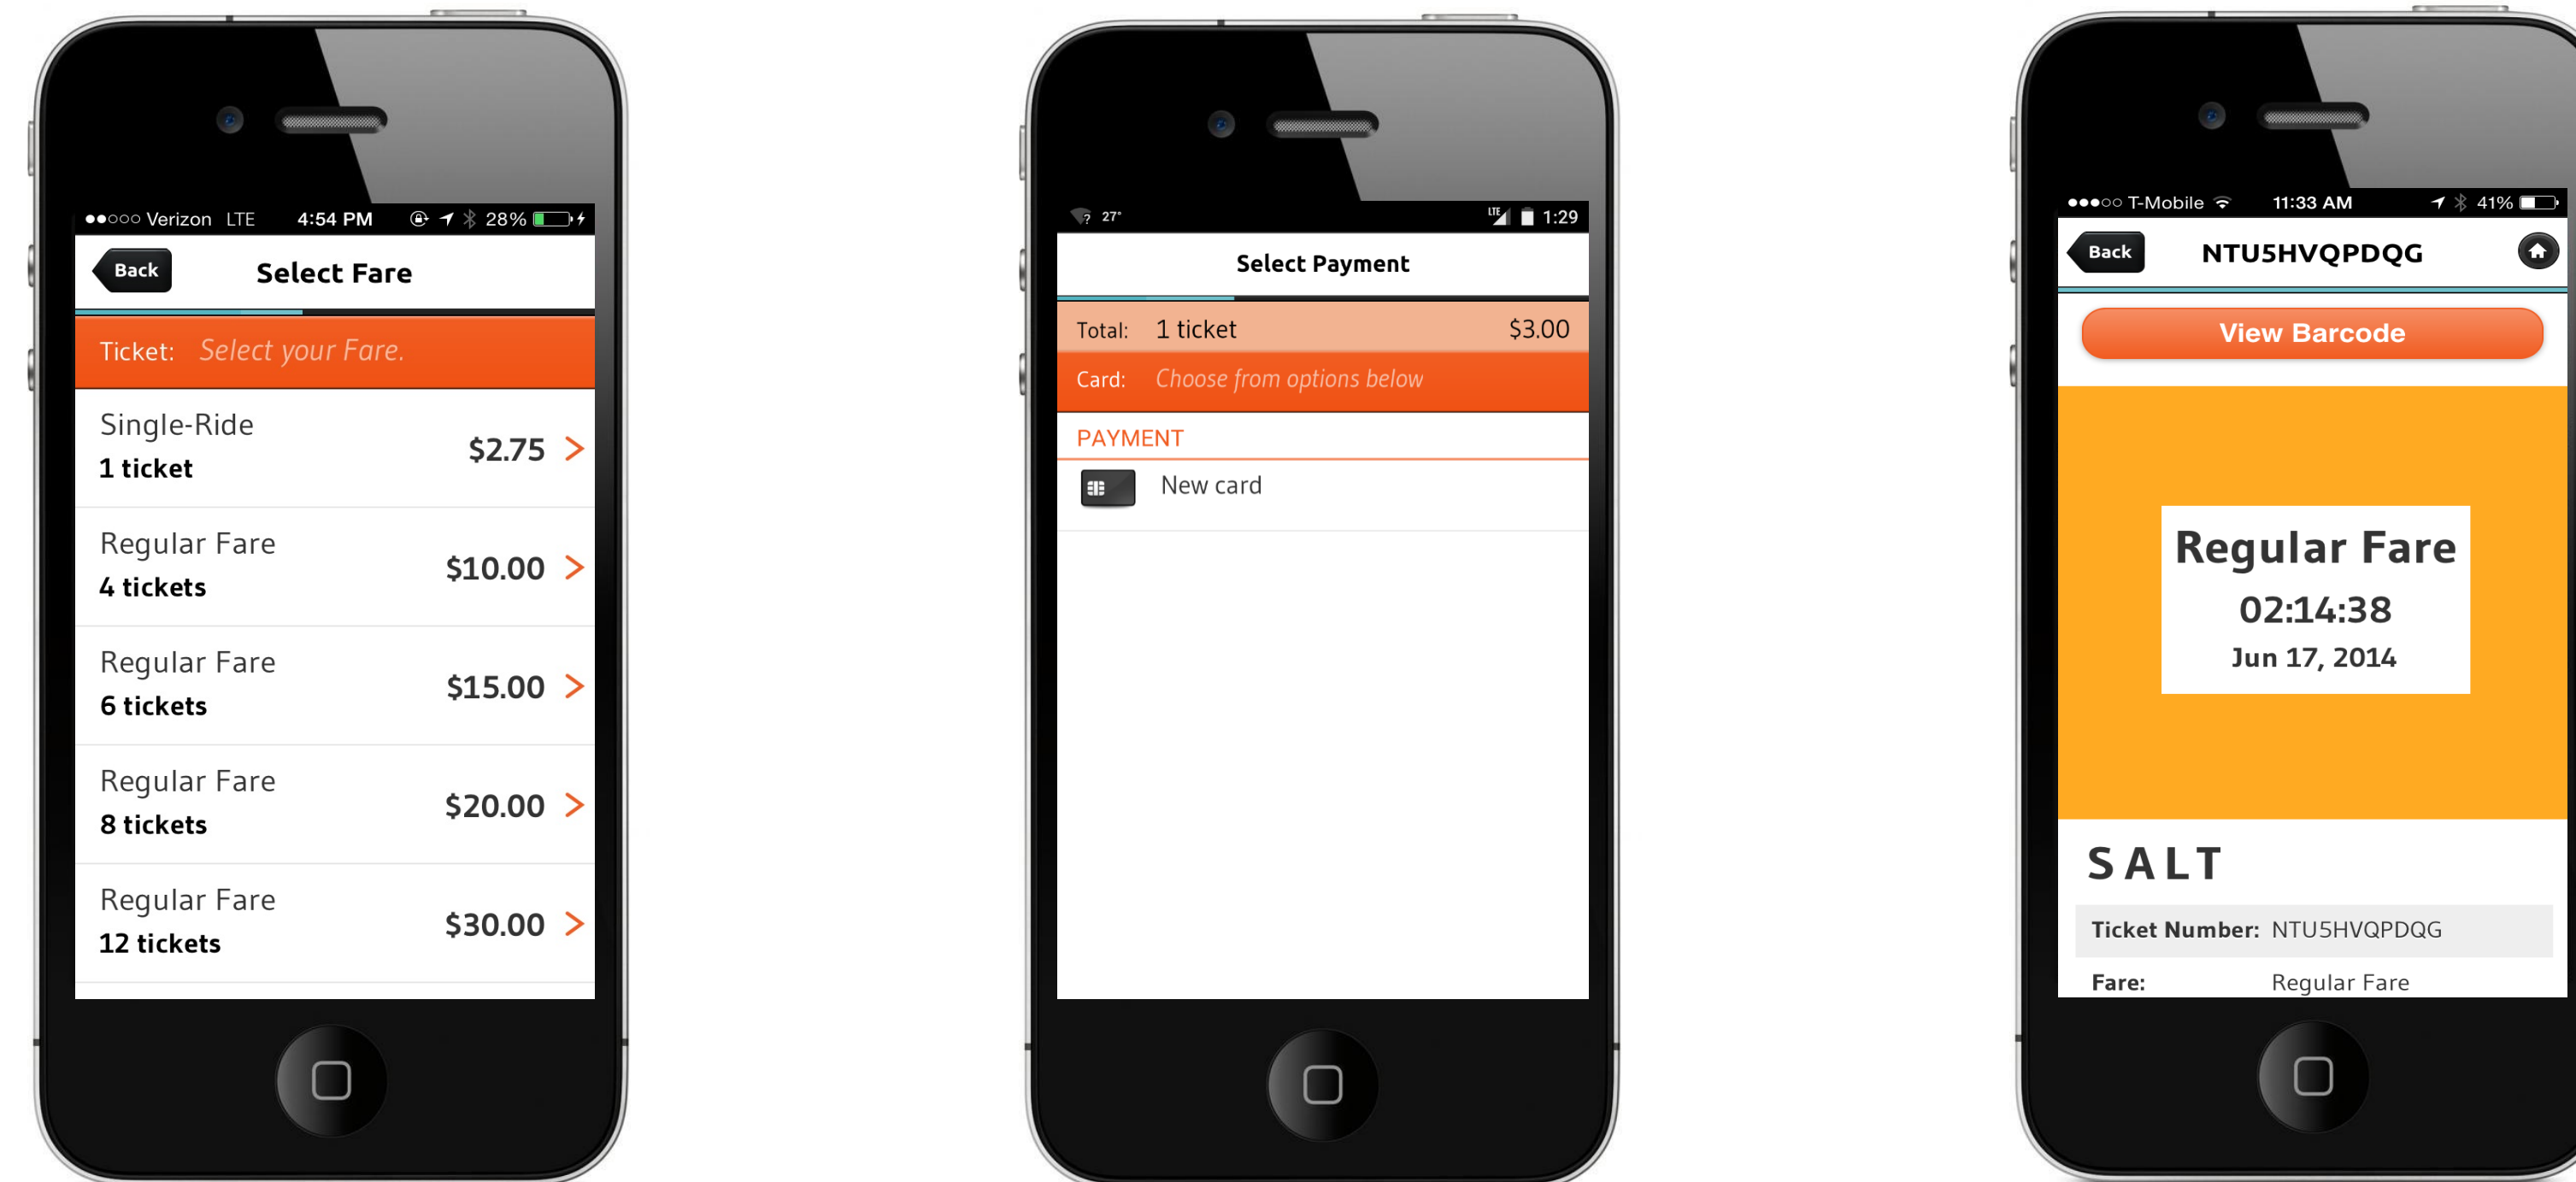 Verizon LTE 4:54 PM 28%
Back Select Fare
Ticket: Select your Fare.
Single-Ride
1 ticket $2.75 >
Regular Fare
4 tickets $10.00 >
Regular Fare
6 tickets $15.00 >
Regular Fare
8 tickets $20.00 >
Regular Fare
12 tickets $30.00 >
? 27° LTE 1:29
Select Payment
Total: 1 ticket $3.00
Card: Choose from options below
PAYMENT
New card
T-Mobile 11:33 AM 41%
Back NTU5HVQPDQG
View Barcode
Regular Fare
02:14:38
Jun 17, 2014
SALT
Ticket Number: NTU5HVQPDQG
Fare: Regular Fare